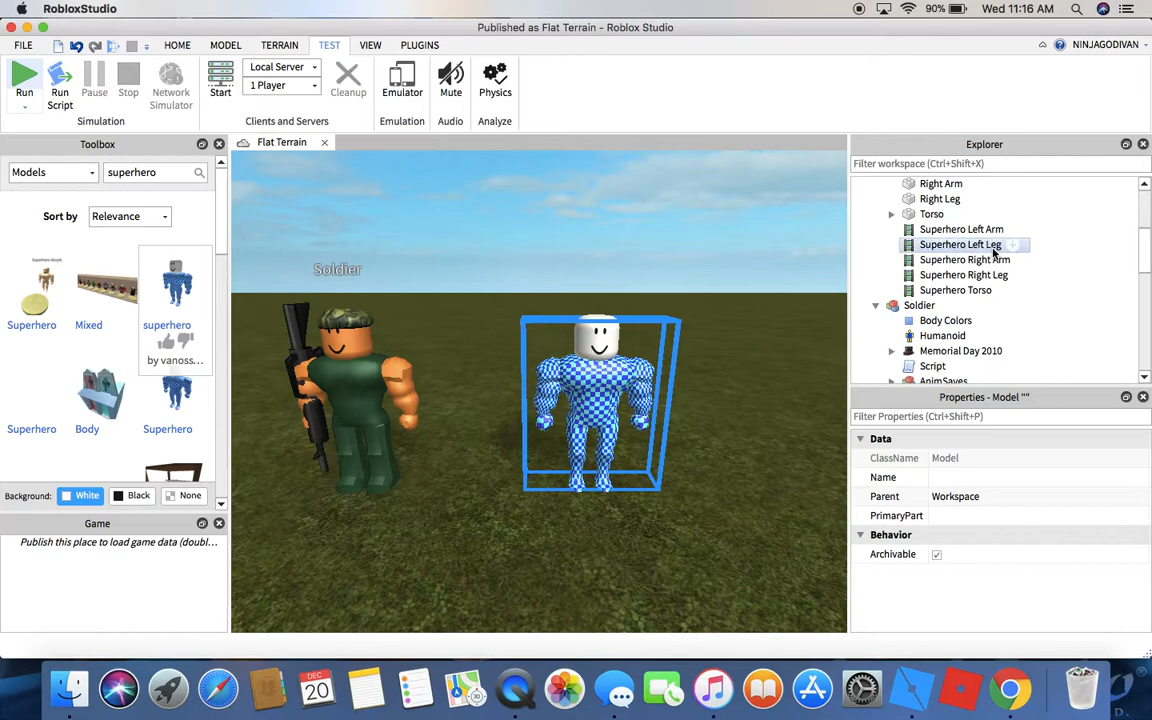 RobloxStudio
90%
Wed 11:16 AM
Published as Flat Terrain - Roblox Studio
FILE
HOME
MODEL
TERRAIN
TEST
VIEW
PLUGINS
NINJAGODIVAN
Run
Run Script
Pause
Stop
Network Simulator
Simulation
Start
Local Server
1 Player
Cleanup
Clients and Servers
Emulator
Emulation
Mute
Audio
Physics
Analyze
Toolbox
Models
superhero
Sort by
Relevance
Superhero Morph
Superhero
Mixed
superhero
by vanoss...
Superhero
Body
Superhero
Background:
White
Black
None
Game
Publish this place to load game data (doubl...
Flat Terrain
Soldier
Explorer
Filter workspace (Ctrl+Shift+X)
Right Arm
Right Leg
Torso
Superhero Left Arm
Superhero Left Leg
Superhero Right Arm
Superhero Right Leg
Superhero Torso
Soldier
Body Colors
Humanoid
Memorial Day 2010
Script
AnimSaves
Properties - Model ""
Filter Properties (Ctrl+Shift+P)
Data
ClassName Model
Name
Parent Workspace
PrimaryPart
Behavior
Archivable
DEC
20